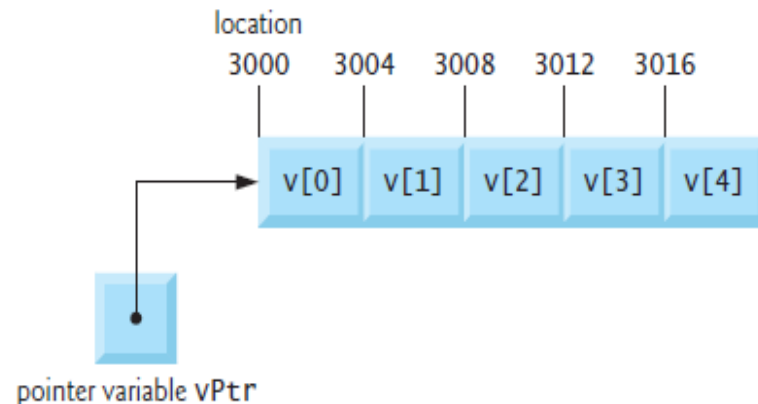 location
3000 3004 3008 3012 3016
v[0] v[1] v[2] v[3] v[4]
pointer variable vPtr